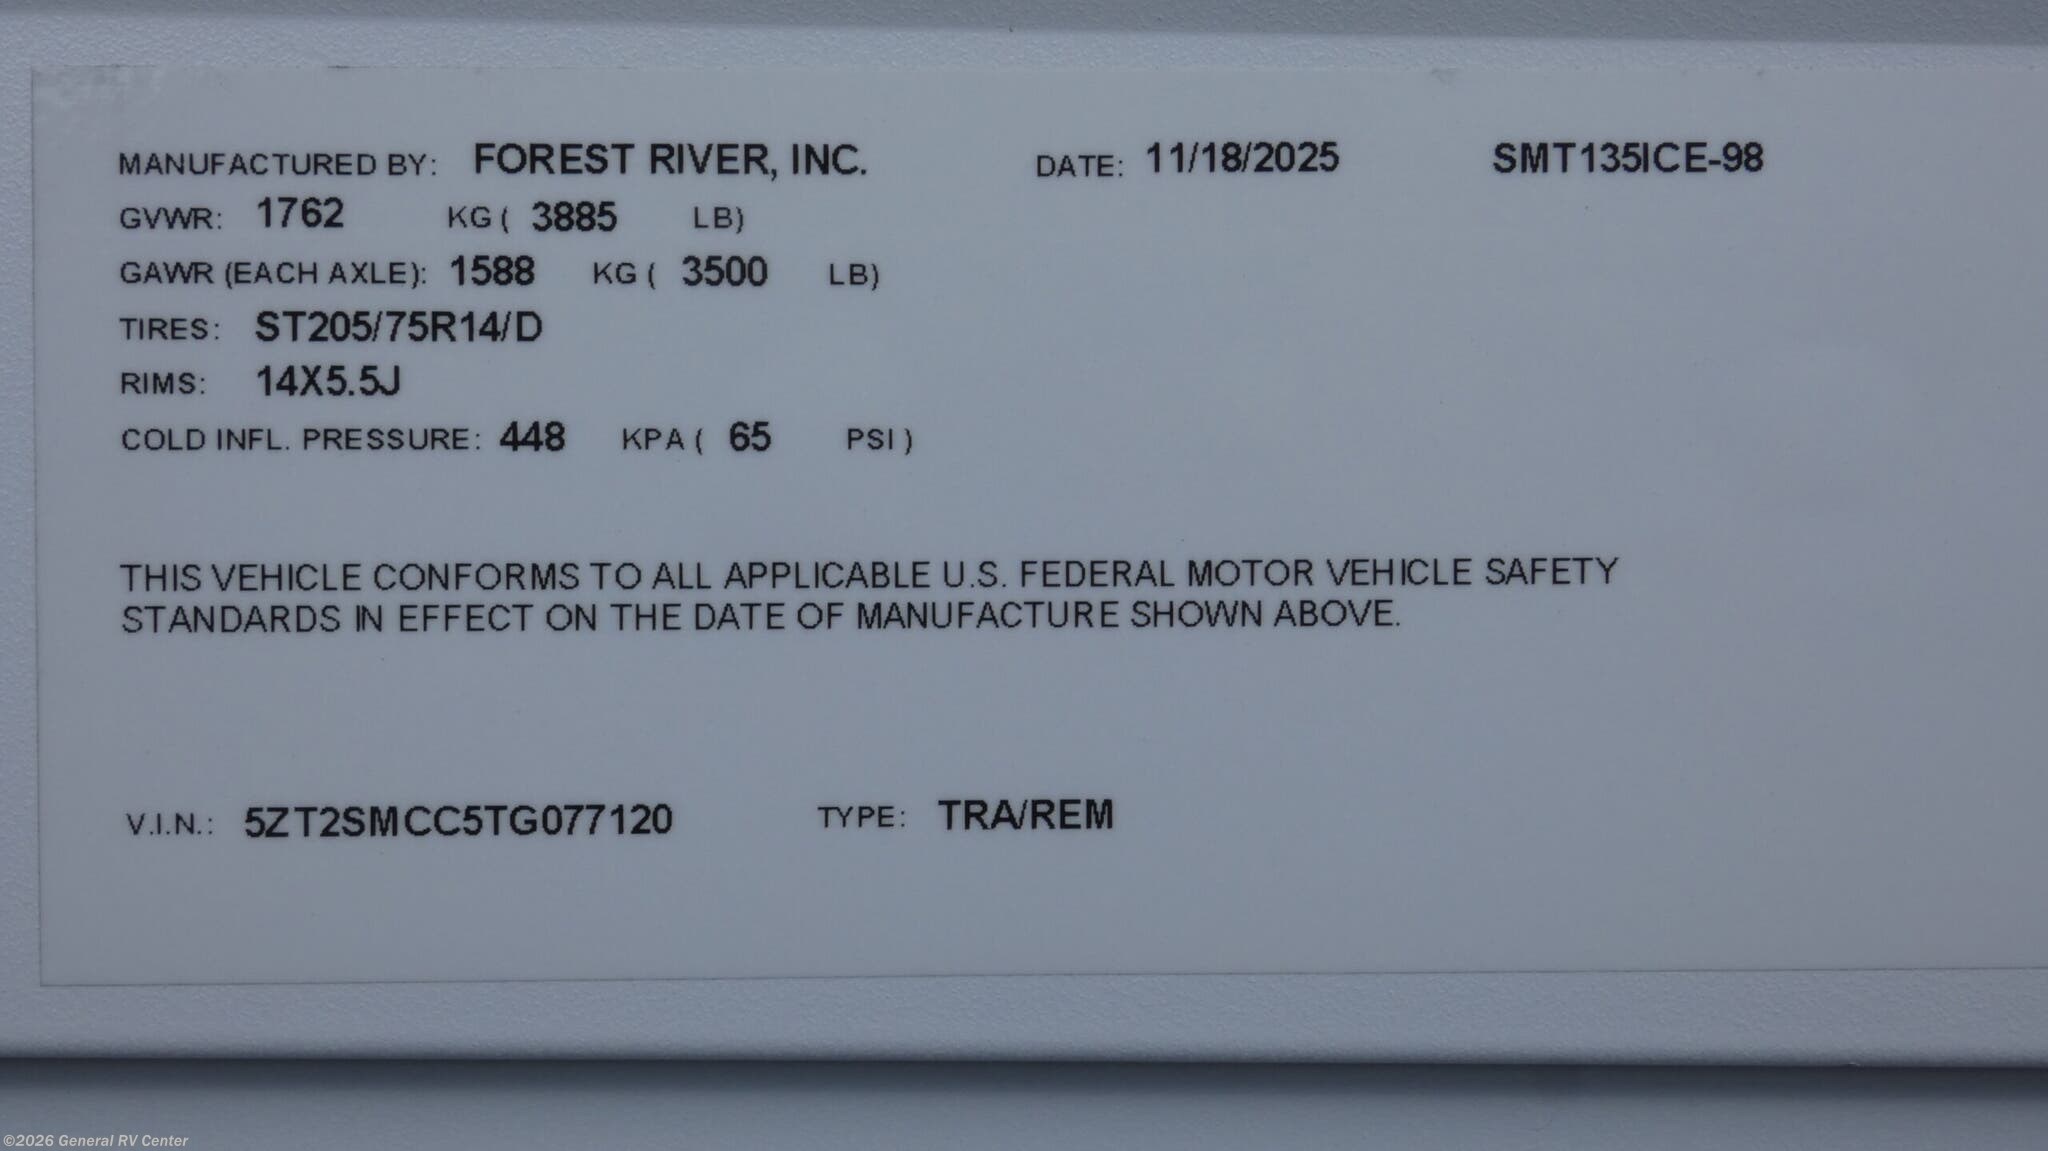 MANUFACTURED BY: FOREST RIVER, INC. DATE: 11/18/2025 SMT135ICE-98
GVWR: 1762 KG ( 3885 LB)
GAWR (EACH AXLE): 1588 KG ( 3500 LB)
TIRES: ST205/75R14/D
RIMS: 14X5.5J
COLD INFL. PRESSURE: 448 KPA ( 65 PSI )
THIS VEHICLE CONFORMS TO ALL APPLICABLE U.S. FEDERAL MOTOR VEHICLE SAFETY
STANDARDS IN EFFECT ON THE DATE OF MANUFACTURE SHOWN ABOVE.
V.I.N.: 5ZT2SMCC5TG077120 TYPE: TRA/REM
©2026 General RV Center